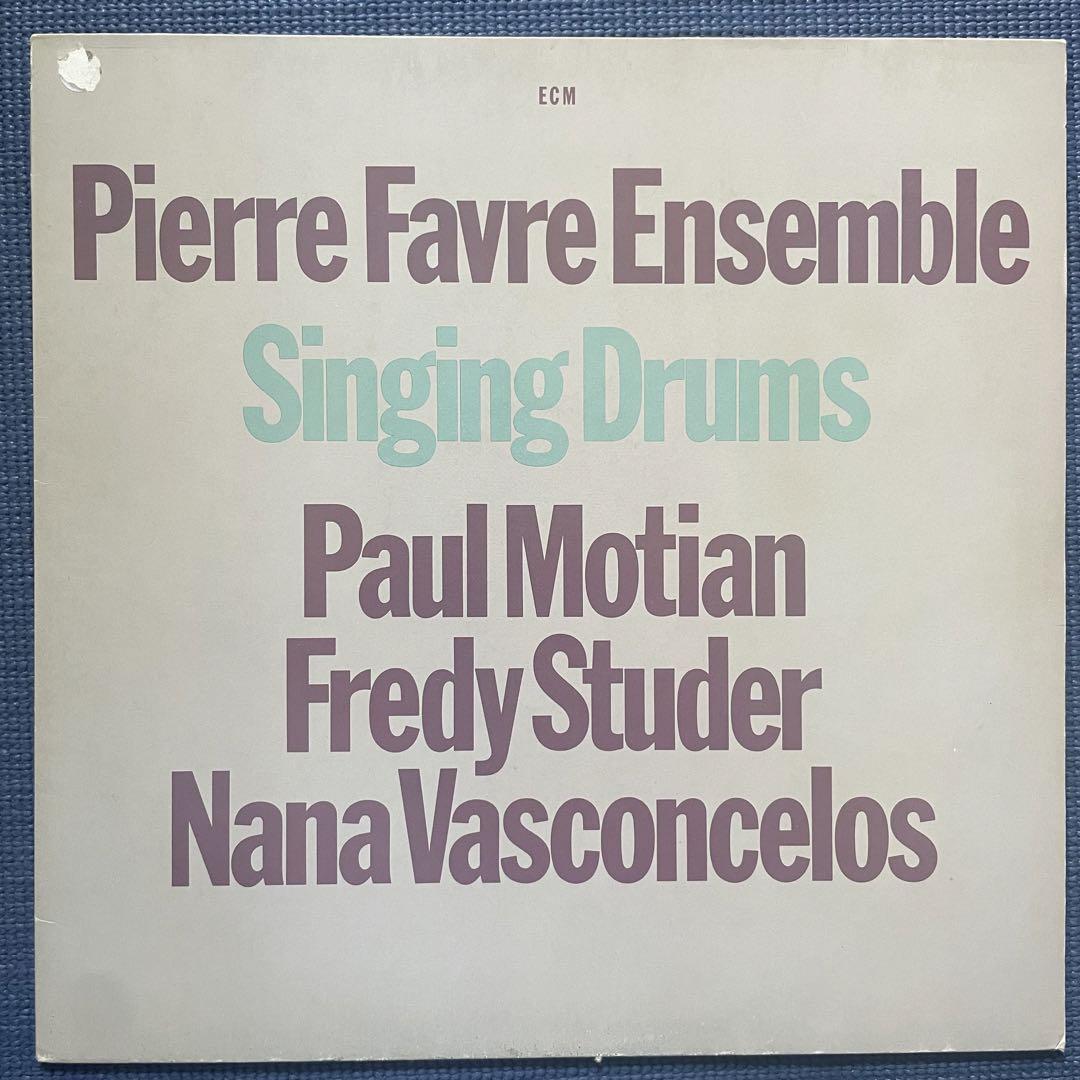 ECM
Pierre Favre Ensemble
Singing Drums
Paul Motian
Fredy Studer
Nana Vasconcelos